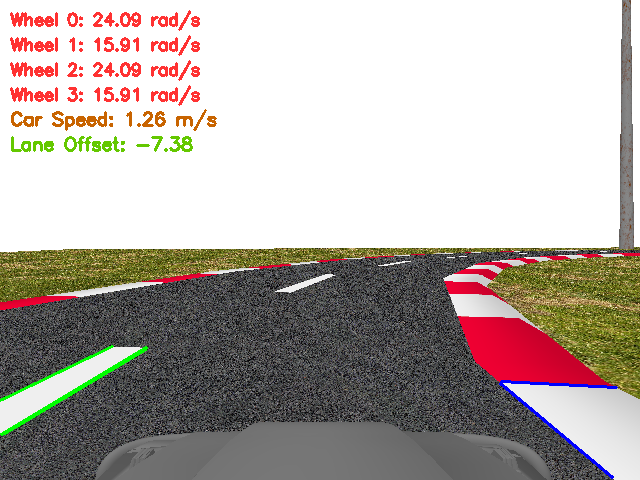 Wheel 0: 24.09 rad/s
Wheel 1: 15.91 rad/s
Wheel 2: 24.09 rad/s
Wheel 3: 15.91 rad/s
Car Speed: 1.26 m/s
Lane Offset: -7.38